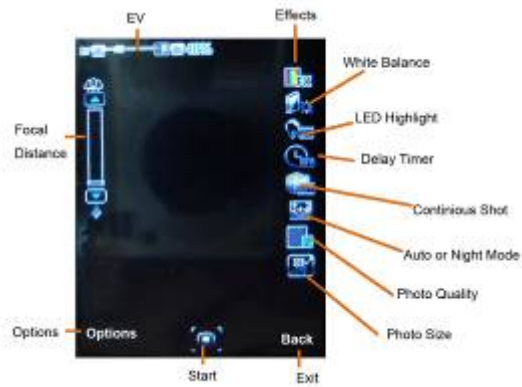 EV
Effects
White Balance
LED Highlight
Focal
Distance
Delay Timer
Continious Shot
Auto or Night Mode
Photo Quality
Photo Size
Options
Options
Back
Start
Exit